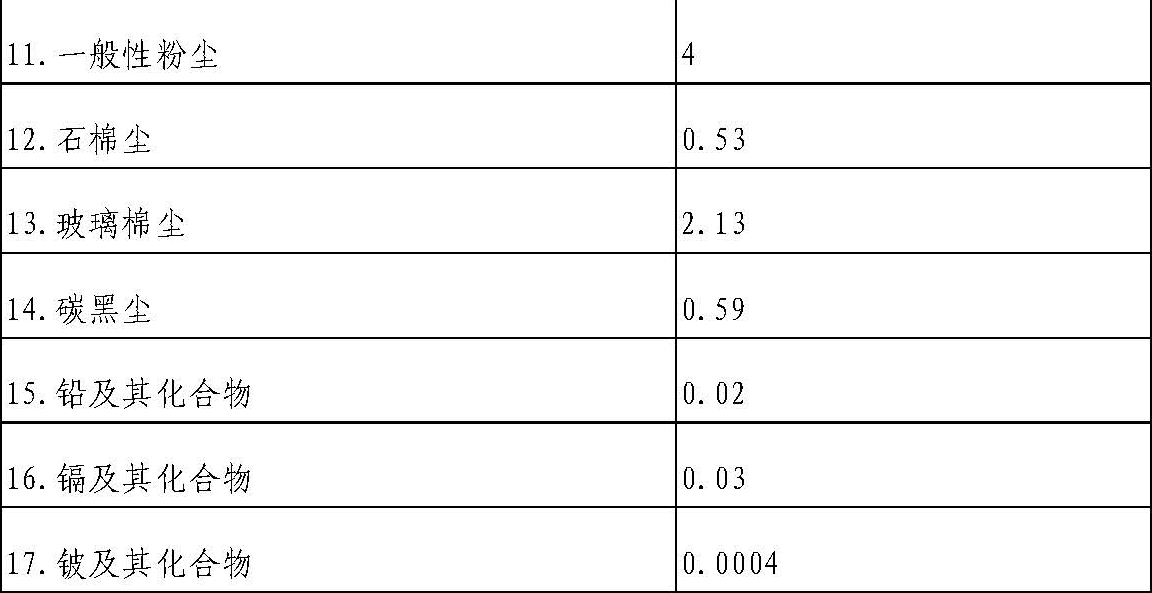 11.一般性粉尘 4
12.石棉尘 0.53
13.玻璃棉尘 2.13
14.碳黑尘 0.59
15.铅及其化合物 0.02
16.镉及其化合物 0.03
17.铍及其化合物 0.0004